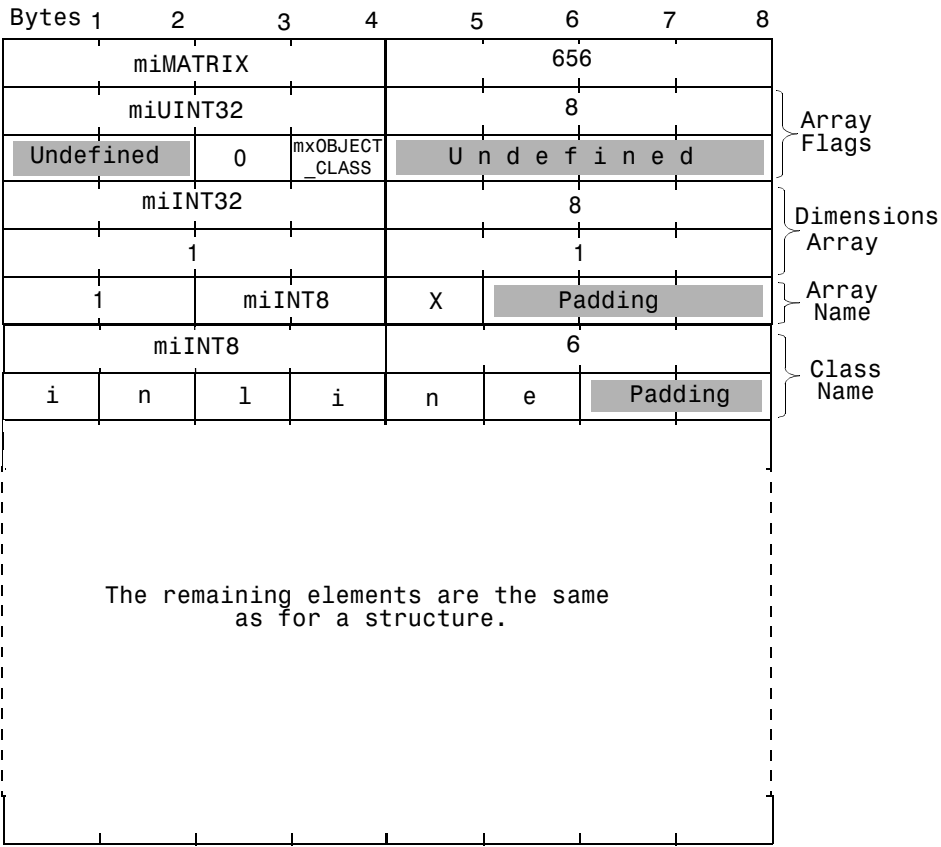 Bytes 1 2 3 4 5 6 7 8
miMATRIX 656
miUINT32 8
Array
Flags
Undefined 0 mxOBJECT
_CLASS
U n d e f i n e d
miINT32 8
Dimensions
Array
1 1
1 miINT8 X Padding
Array
Name
miINT8 6
Class
Name
i n l i n e Padding
The remaining elements are the same
as for a structure.